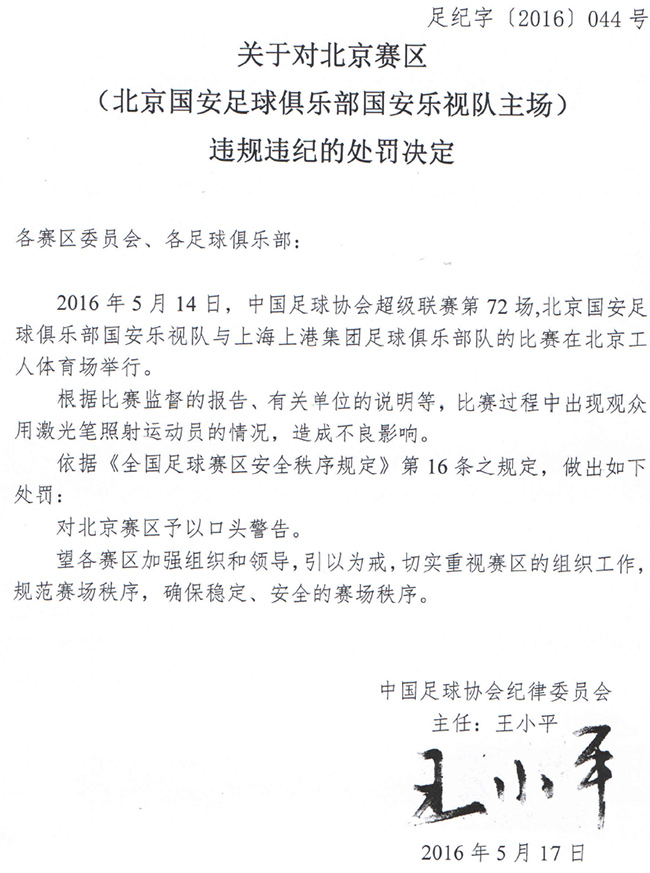 足纪字〔2016〕044 号
关于对北京赛区
（北京国安足球俱乐部国安乐视队主场）
违规违纪的处罚决定
各赛区委员会、各足球俱乐部：
2016 年 5 月 14 日，中国足球协会超级联赛第 72 场,北京国安足
球俱乐部国安乐视队与上海上港集团足球俱乐部队的比赛在北京工
人体育场举行。
根据比赛监督的报告、有关单位的说明等，比赛过程中出现观众
用激光笔照射运动员的情况，造成不良影响。
依据《全国足球赛区安全秩序规定》第 16 条之规定，做出如下
处罚：
对北京赛区予以口头警告。
望各赛区加强组织和领导，引以为戒，切实重视赛区的组织工作，
规范赛场秩序，确保稳定、安全的赛场秩序。
中国足球协会纪律委员会
主任：王小平
王小平
2016 年 5 月 17 日